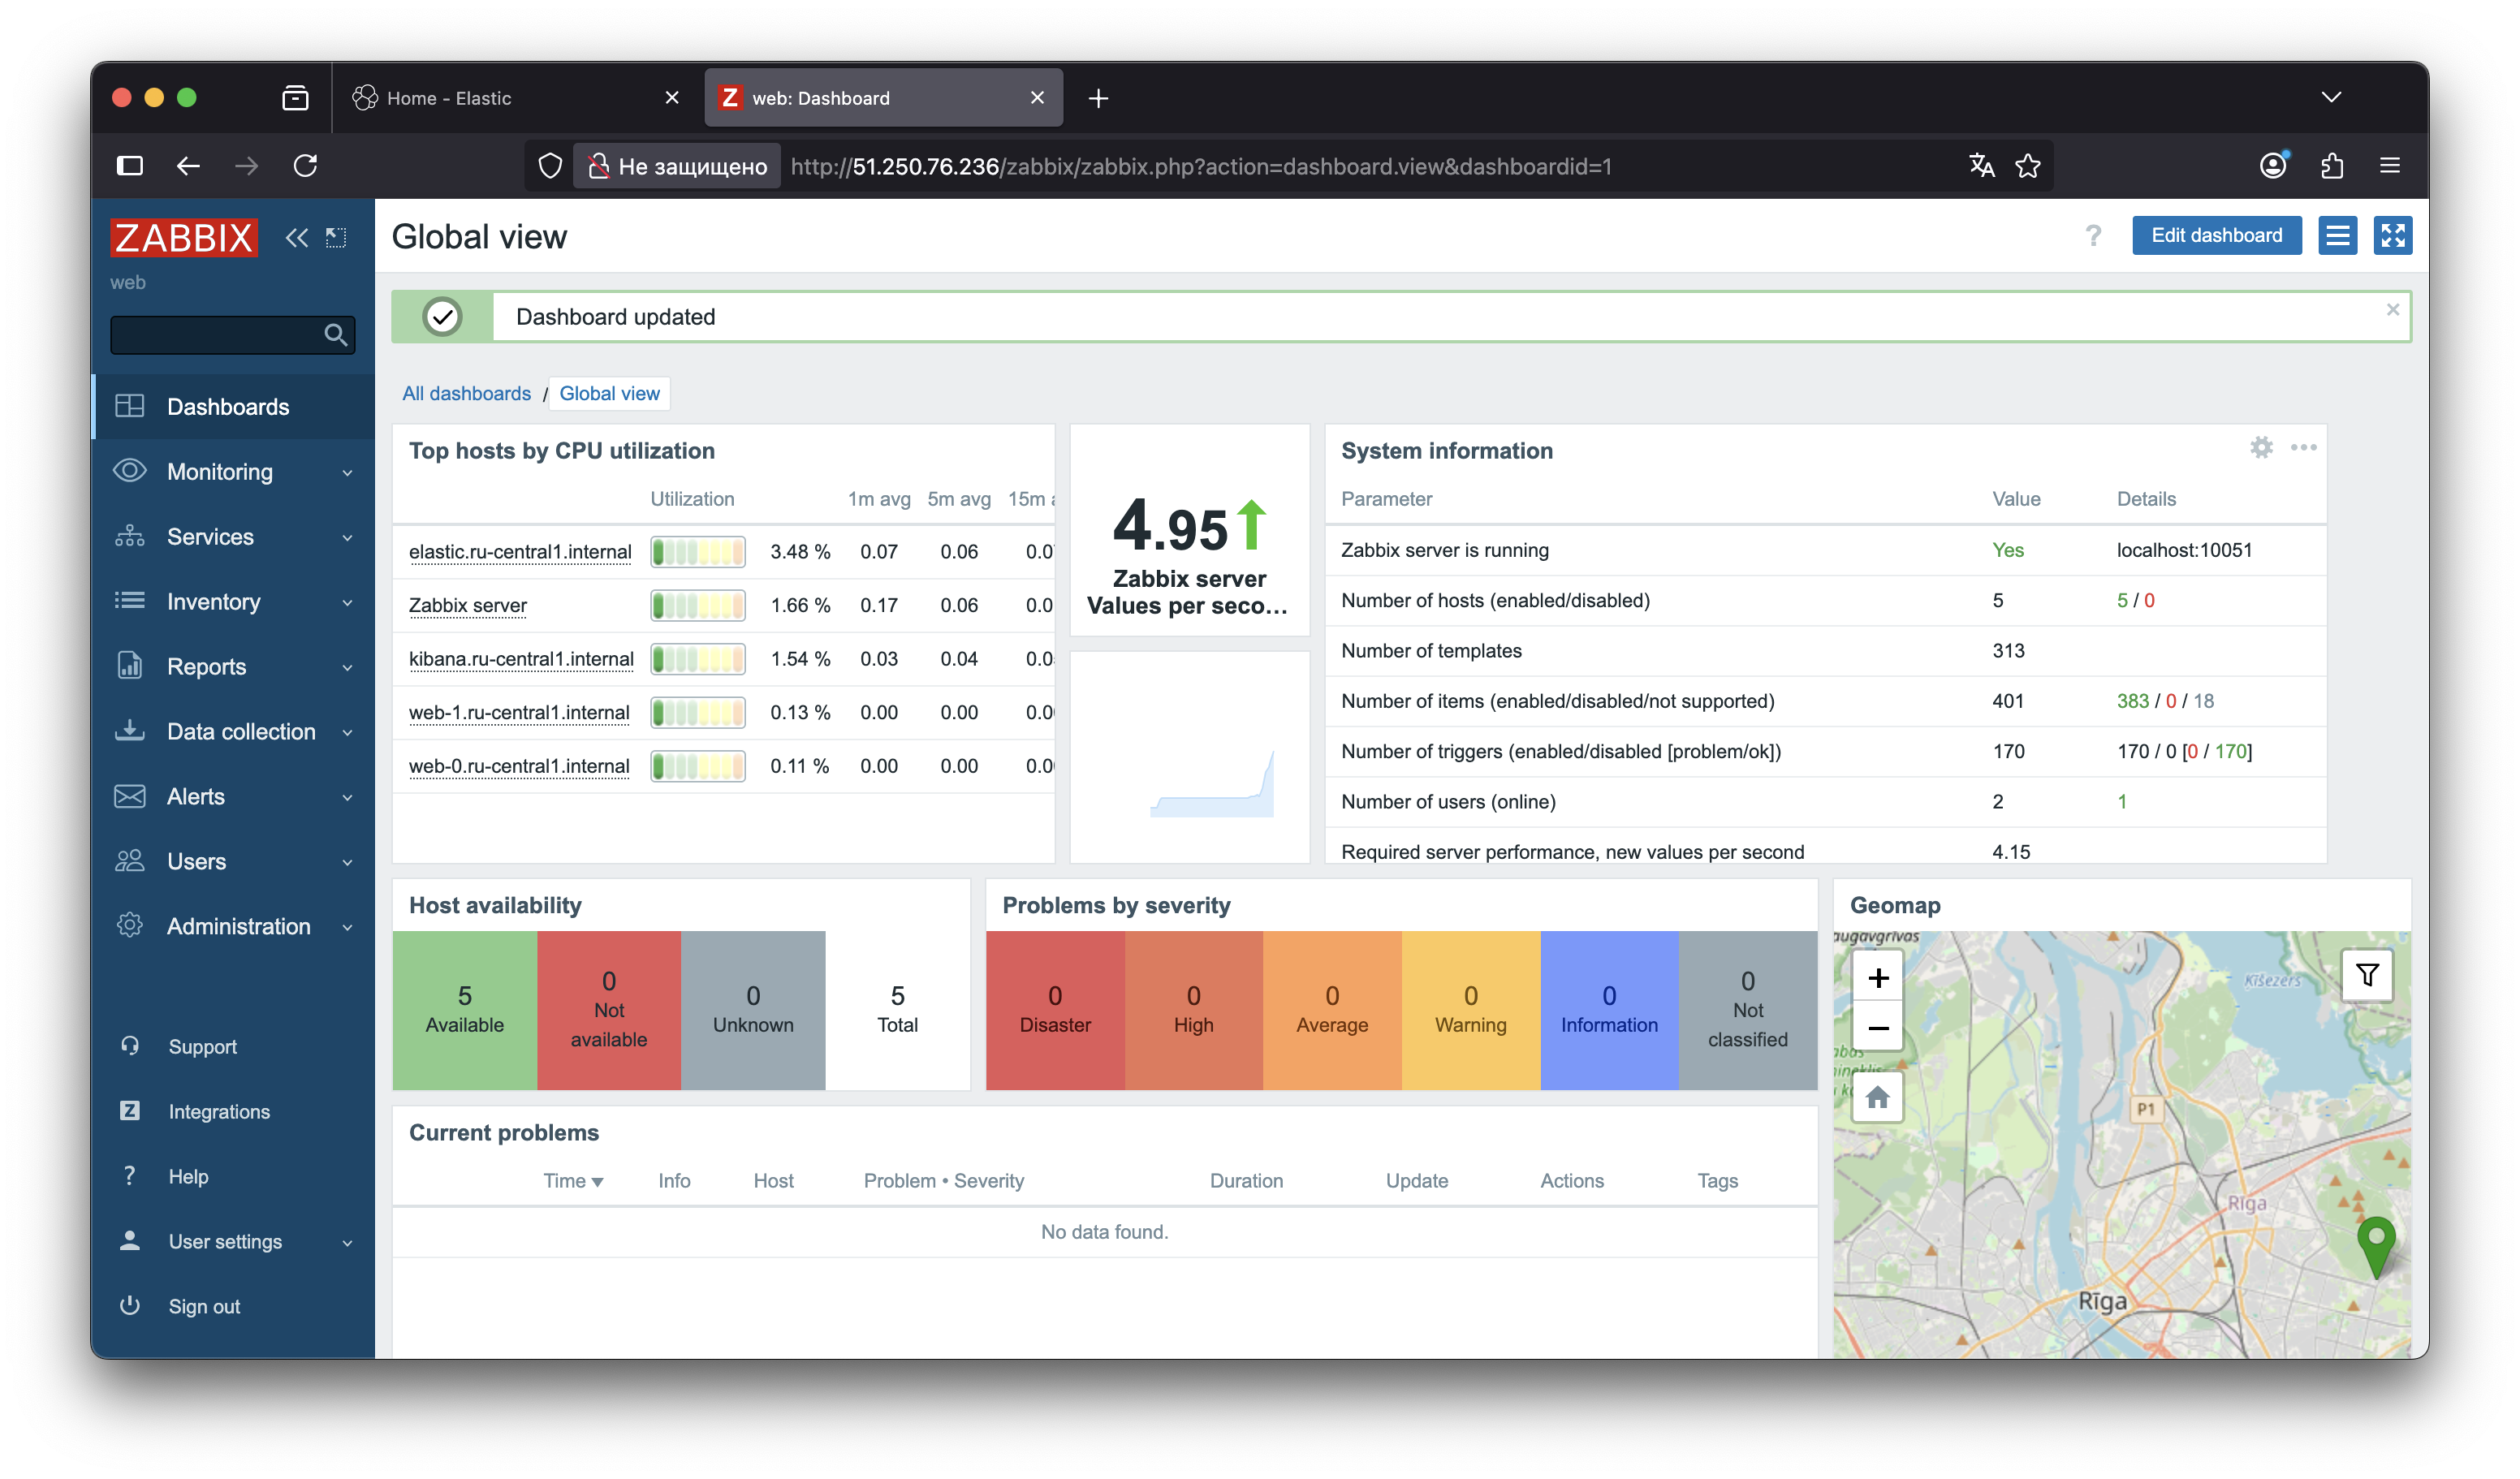 Home - Elastic
web: Dashboard
Не защищено http://51.250.76.236/zabbix/zabbix.php?action=dashboard.view&dashboardid=1
ZABBIX
web
Dashboards
Monitoring
Services
Inventory
Reports
Data collection
Alerts
Users
Administration
Support
Integrations
Help
User settings
Sign out
Global view
? Edit dashboard
Dashboard updated
All dashboards / Global view
Top hosts by CPU utilization
Utilization 1m avg 5m avg 15m
elastic.ru-central1.internal 3.48 % 0.07 0.06
Zabbix server 1.66 % 0.17 0.06
kibana.ru-central1.internal 1.54 % 0.03 0.04
web-1.ru-central1.internal 0.13 % 0.00 0.00
web-0.ru-central1.internal 0.11 % 0.00 0.00
4.95
Zabbix server
Values per seco...
System information
Parameter Value Details
Zabbix server is running Yes localhost:10051
Number of hosts (enabled/disabled) 5 5 / 0
Number of templates 313
Number of items (enabled/disabled/not supported) 401 383 / 0 / 18
Number of triggers (enabled/disabled [problem/ok]) 170 170 / 0 [0 / 170]
Number of users (online) 2 1
Required server performance, new values per second 4.15
Host availability
5 Available
0 Not available
0 Unknown
5 Total
Problems by severity
0 Disaster
0 High
0 Average
0 Warning
0 Information
0 Not classified
Current problems
Time Info Host Problem • Severity Duration Update Actions Tags
No data found.
Geomap
Ķīšezers
P1
Rīga
Rīga